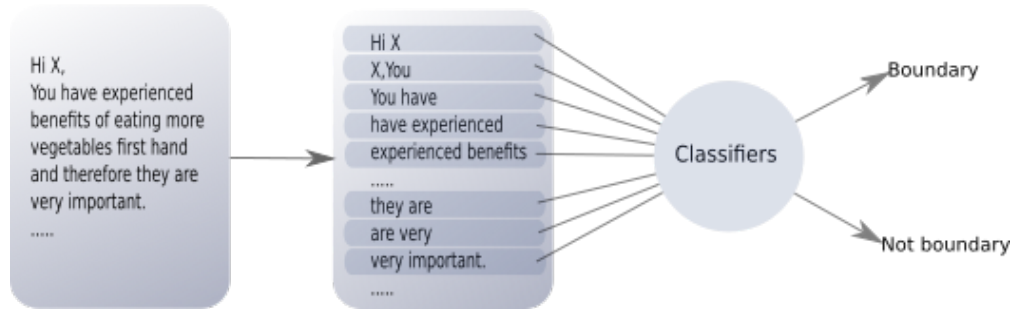 Hi X,
You have experienced
benefits of eating more
vegetables first hand
and therefore they are
very important.
.....
Hi X
X,You
You have
have experienced
experienced benefits
.....
they are
are very
very important.
.....
Classifiers
Boundary
Not boundary